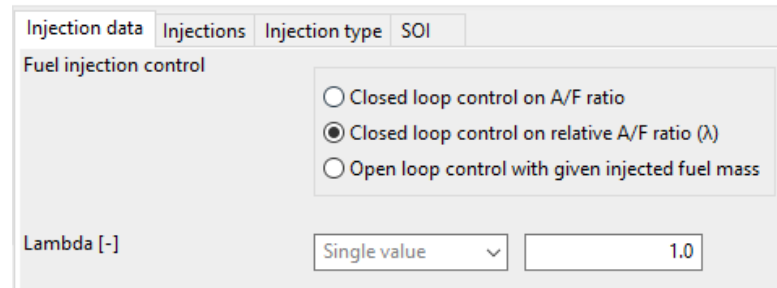 Injection data Injections Injection type SOI
Fuel injection control
Closed loop control on A/F ratio
Closed loop control on relative A/F ratio (λ)
Open loop control with given injected fuel mass
Lambda [-] Single value 1.0